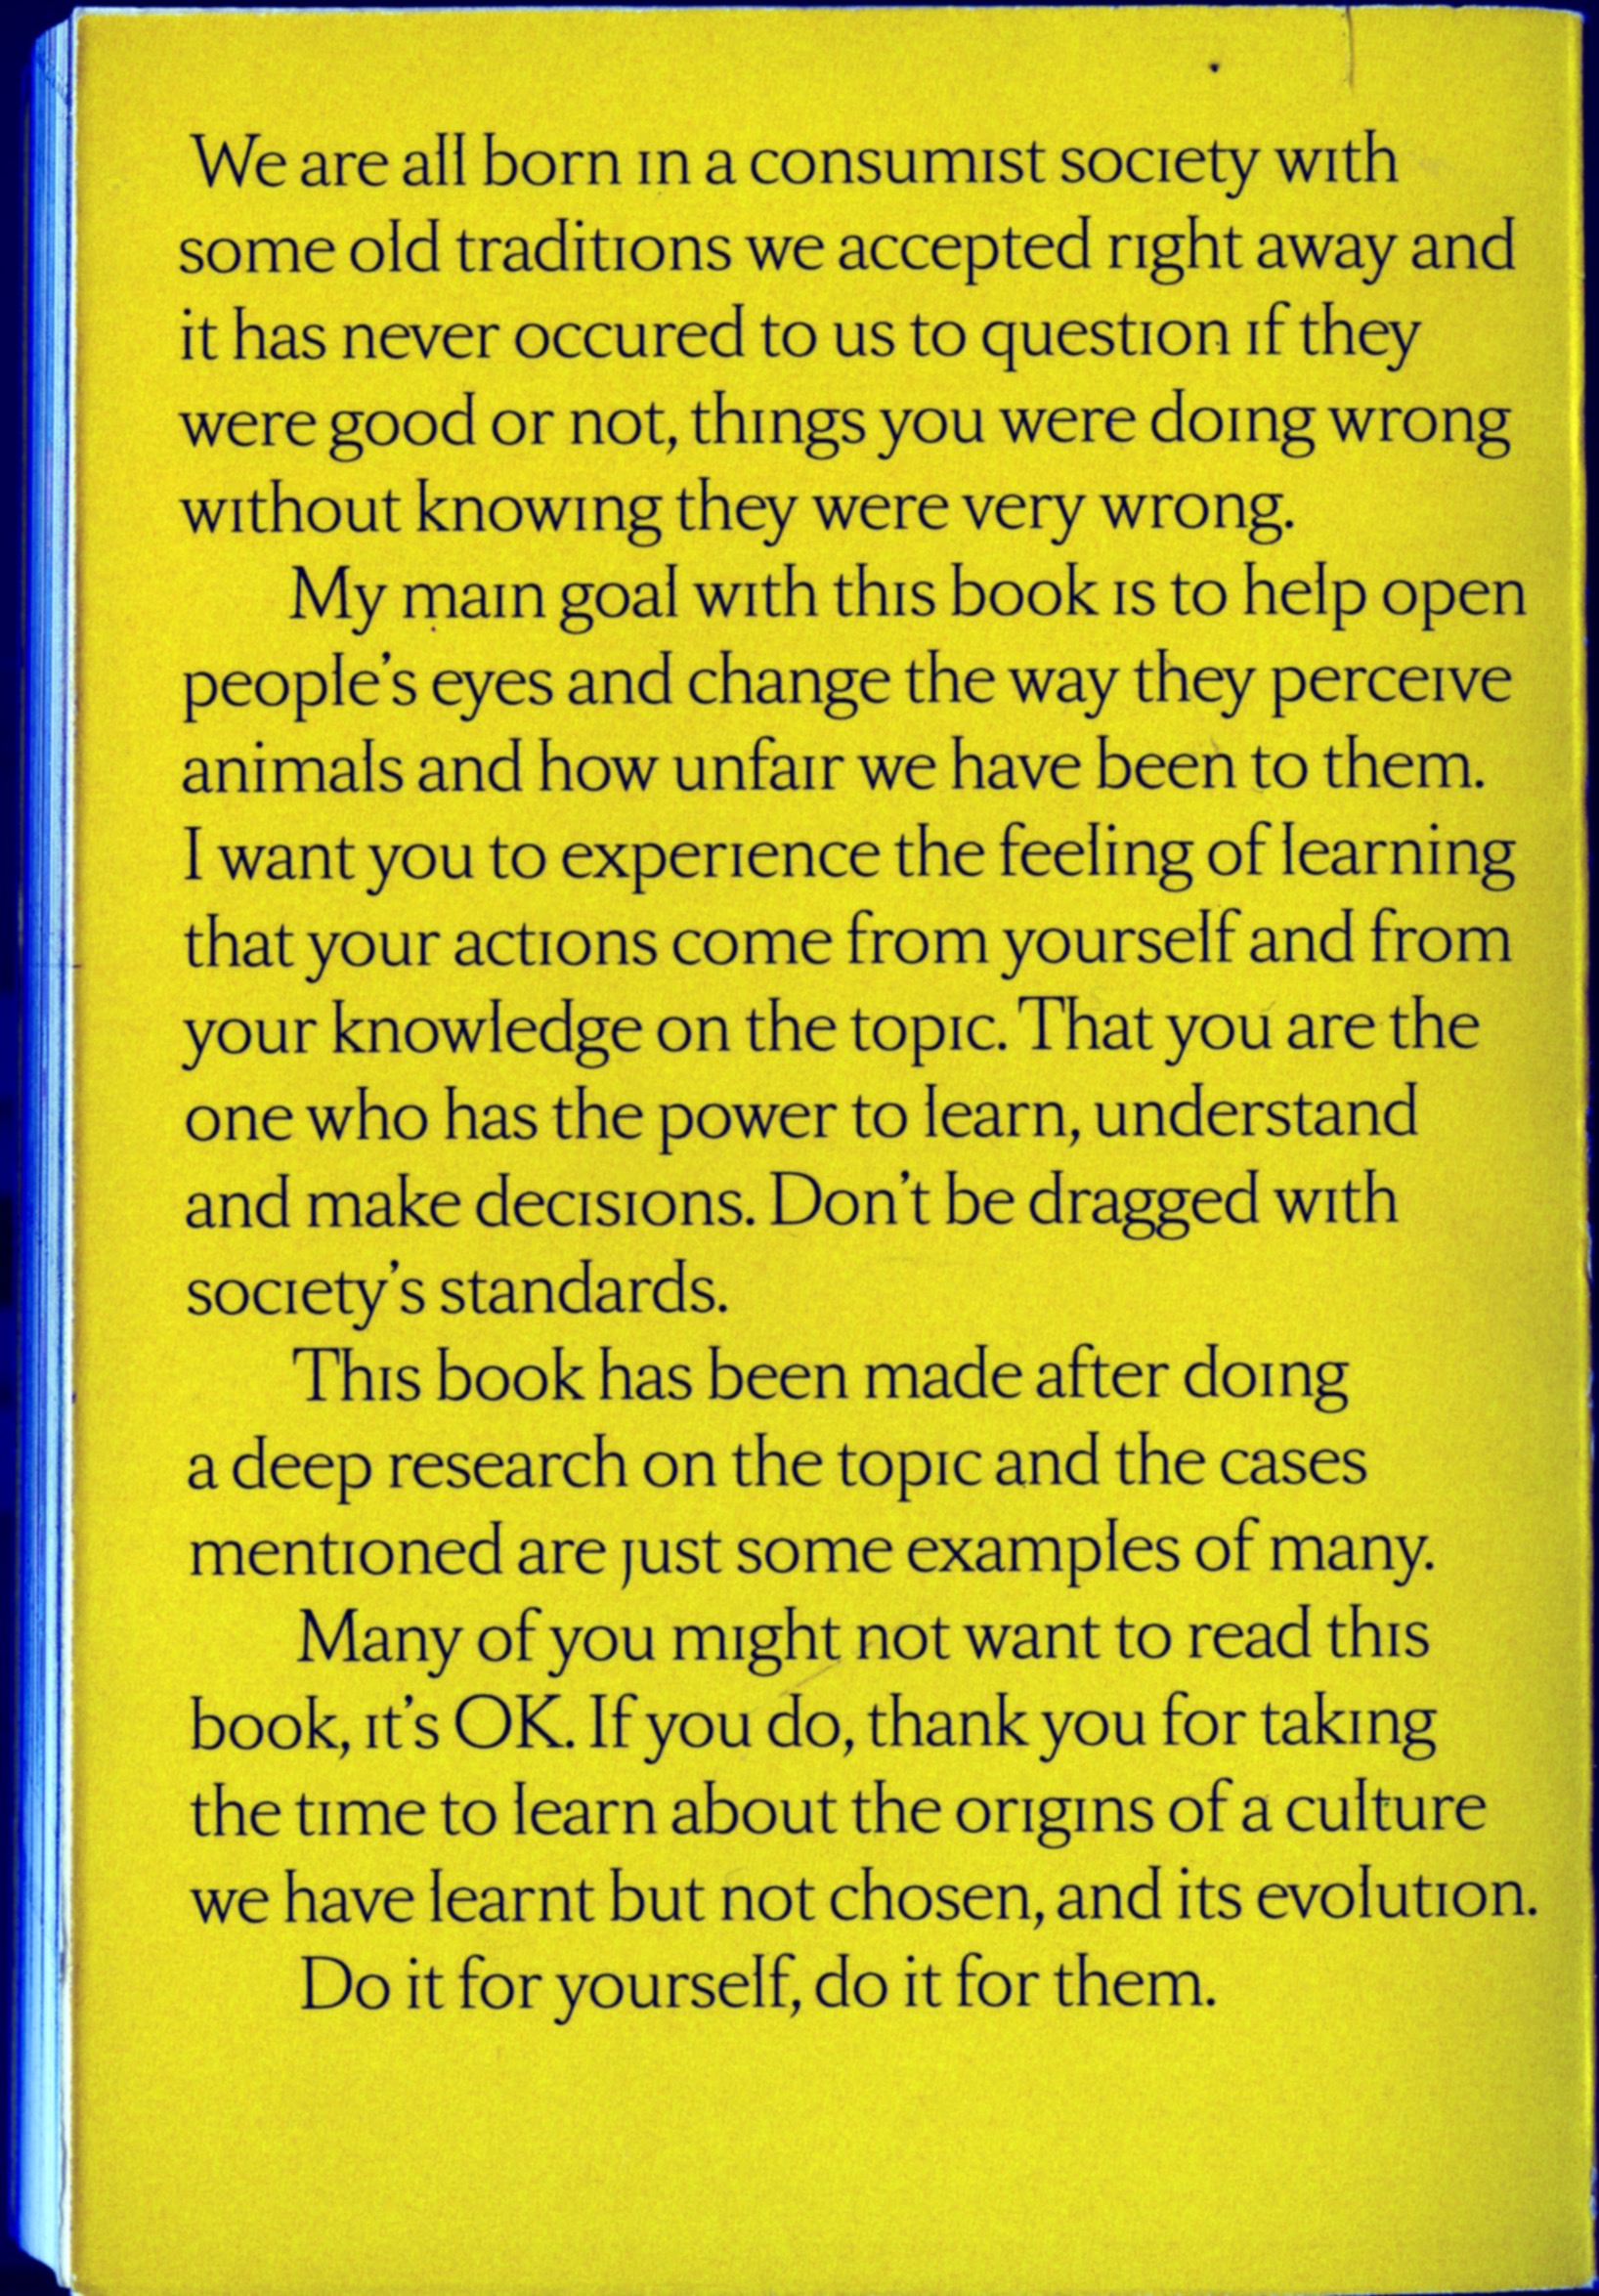 We are all born in a consumist society with
some old traditions we accepted right away and
it has never occured to us to question if they
were good or not, things you were doing wrong
without knowing they were very wrong.
My main goal with this book is to help open
people's eyes and change the way they perceive
animals and how unfair we have been to them.
I want you to experience the feeling of learning
that your actions come from yourself and from
your knowledge on the topic. That you are the
one who has the power to learn, understand
and make decisions. Don't be dragged with
society's standards.
This book has been made after doing
a deep research on the topic and the cases
mentioned are just some examples of many.
Many of you might not want to read this
book, it's OK. If you do, thank you for taking
the time to learn about the origins of a culture
we have learnt but not chosen, and its evolution.
Do it for yourself, do it for them.